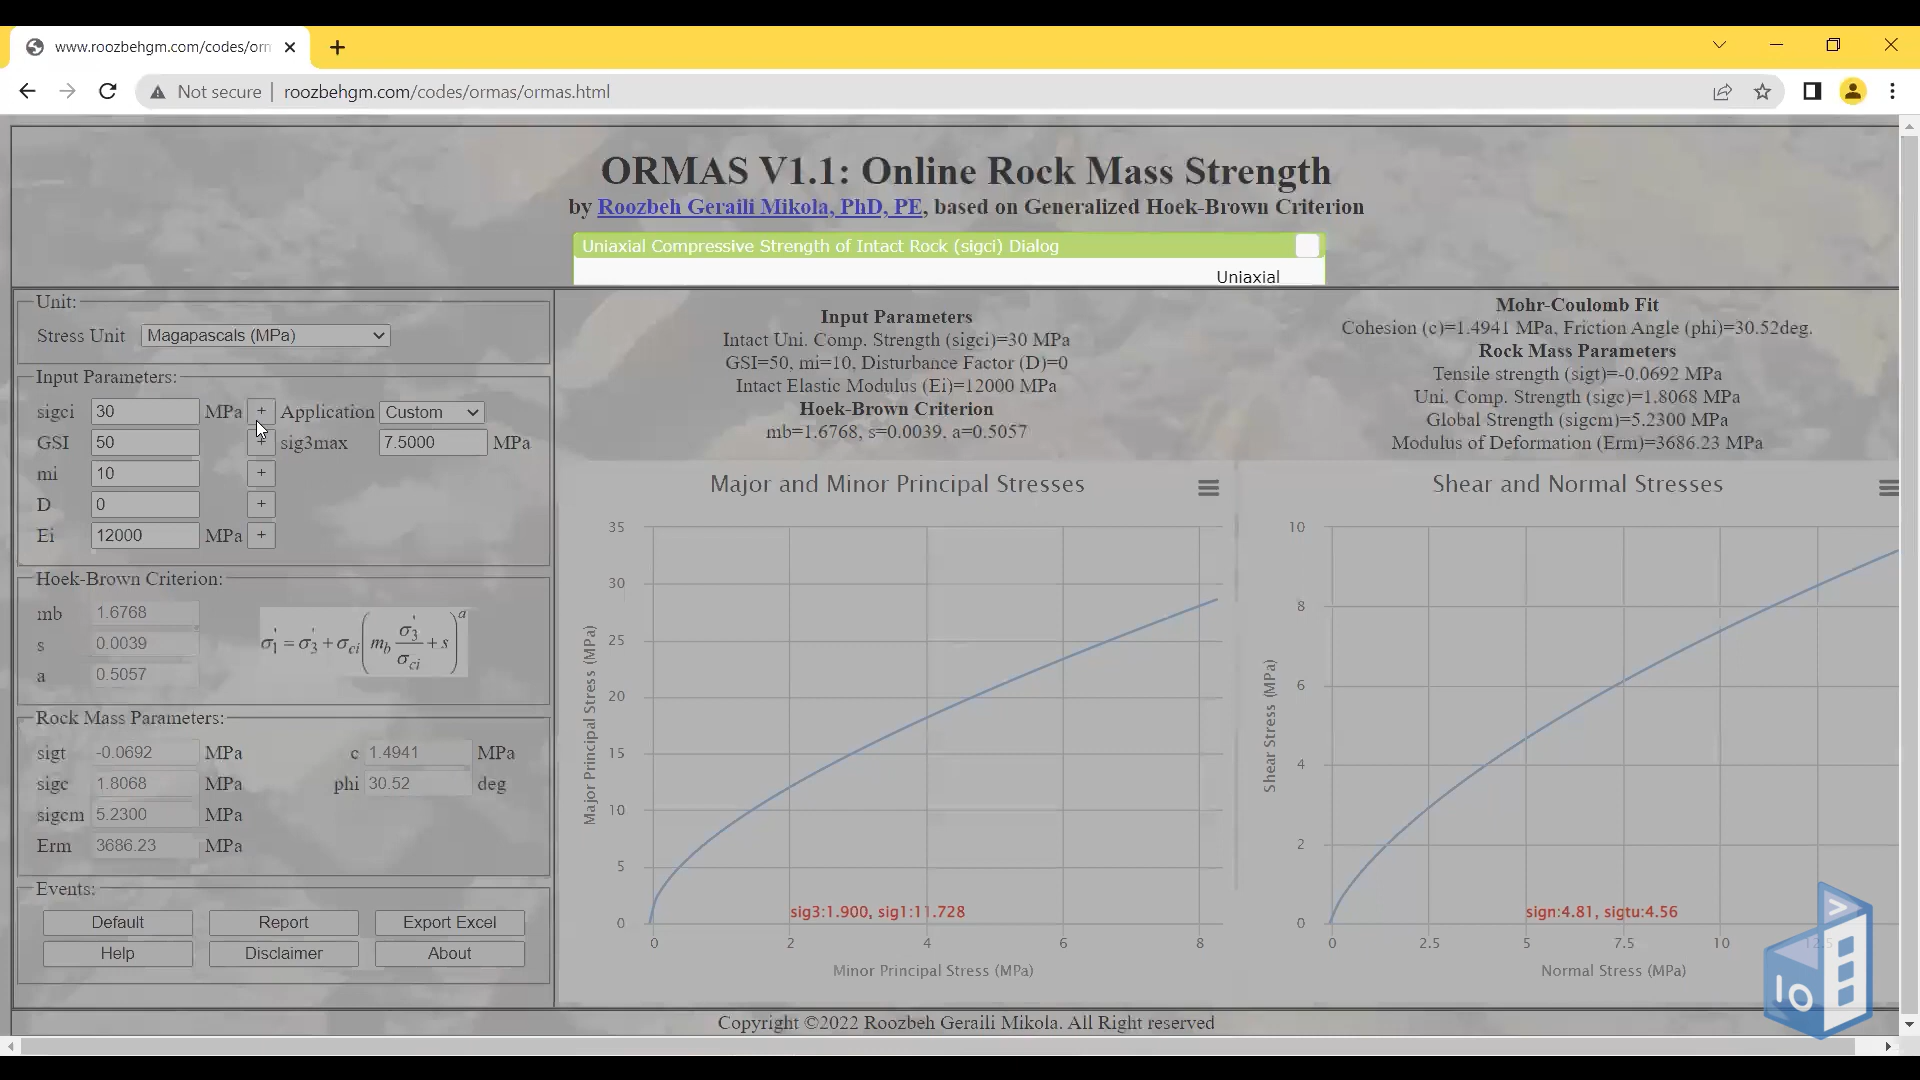 www.roozbehgm.com/codes/orm
Not secure
roozbehgm.com/codes/ormas/ormas.html
ORMAS V1.1: Online Rock Mass Strength
by Roozbeh Geraili Mikola, PhD, PE, based on Generalized Hoek-Brown Criterion
Uniaxial Compressive Strength of Intact Rock (sigci) Dialog
Uniaxial
Unit:
Stress Unit Magapascals (MPa)
Input Parameters:
sigci 30 MPa + Application Custom
GSI 50 + sig3max 7.5000 MPa
mi 10 +
D 0 +
Ei 12000 MPa +
Hoek-Brown Criterion:
mb 1.6768
s 0.0039
a 0.5057
σ'1 = σ'3 + σci (mb σ'3/σci + s)^a
Rock Mass Parameters:
sigt -0.0692 MPa c 1.4941 MPa
sigc 1.8068 MPa phi 30.52 deg
sigcm 5.2300 MPa
Erm 3686.23 MPa
Events:
Default Report Export Excel
Help Disclaimer About
Input Parameters
Intact Uni. Comp. Strength (sigci)=30 MPa
GSI=50, mi=10, Disturbance Factor (D)=0
Intact Elastic Modulus (Ei)=12000 MPa
Hoek-Brown Criterion
mb=1.6768, s=0.0039, a=0.5057
Mohr-Coulomb Fit
Cohesion (c)=1.4941 MPa, Friction Angle (phi)=30.52deg.
Rock Mass Parameters
Tensile strength (sigt)=-0.0692 MPa
Uni. Comp. Strength (sigc)=1.8068 MPa
Global Strength (sigcm)=5.2300 MPa
Modulus of Deformation (Erm)=3686.23 MPa
Major and Minor Principal Stresses
Major Principal Stress (MPa)
35
30
25
20
15
10
5
0
sig3:1.900, sig1:11.728
0 2 4 6 8
Minor Principal Stress (MPa)
Shear and Normal Stresses
Shear Stress (MPa)
10
8
6
4
2
0
sign:4.81, sigtu:4.56
0 2.5 5 7.5 10 12.5
Normal Stress (MPa)
Copyright ©2022 Roozbeh Geraili Mikola. All Right reserved